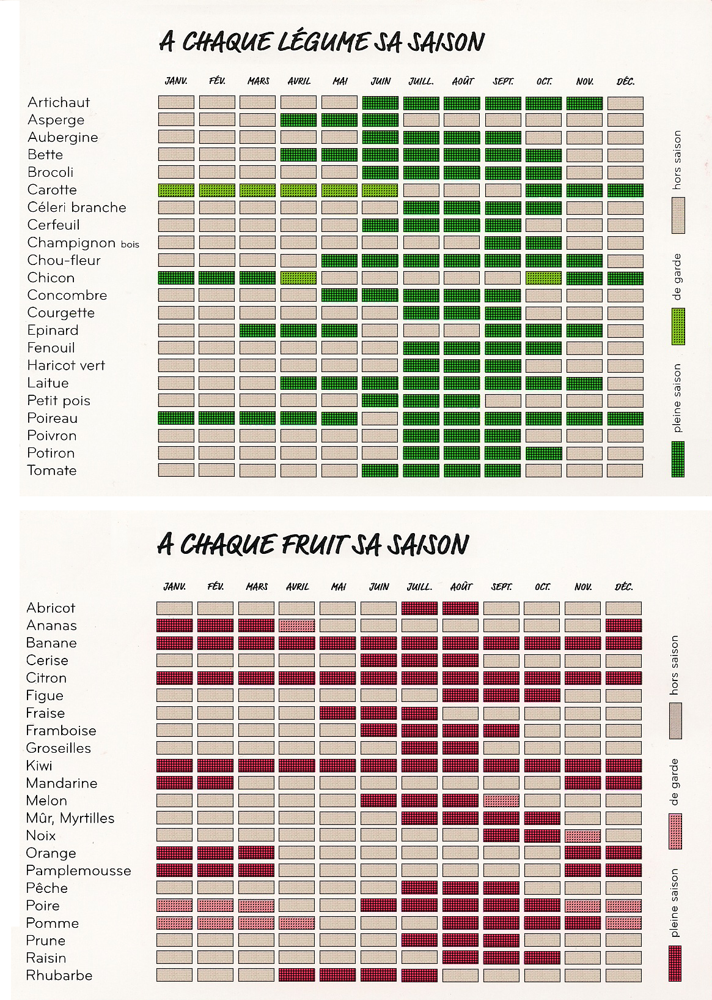 A CHAQUE LÉGUME SA SAISON
JANV. FÉV. MARS AVRIL MAI JUIN JUILL. AOÛT SEPT. OCT. NOV. DÉC.
Artichaut
Asperge
Aubergine
Bette
Brocoli
Carotte
Céleri branche
Cerfeuil
Champignon bois
Chou-fleur
Chicon
Concombre
Courgette
Epinard
Fenouil
Haricot vert
Laitue
Petit pois
Poireau
Poivron
Potiron
Tomate
hors saison
de garde
pleine saison
A CHAQUE FRUIT SA SAISON
JANV. FÉV. MARS AVRIL MAI JUIN JUILL. AOÛT SEPT. OCT. NOV. DÉC.
Abricot
Ananas
Banane
Cerise
Citron
Figue
Fraise
Framboise
Groseilles
Kiwi
Mandarine
Melon
Mûr, Myrtilles
Noix
Orange
Pamplemousse
Pêche
Poire
Pomme
Prune
Raisin
Rhubarbe
hors saison
de garde
pleine saison